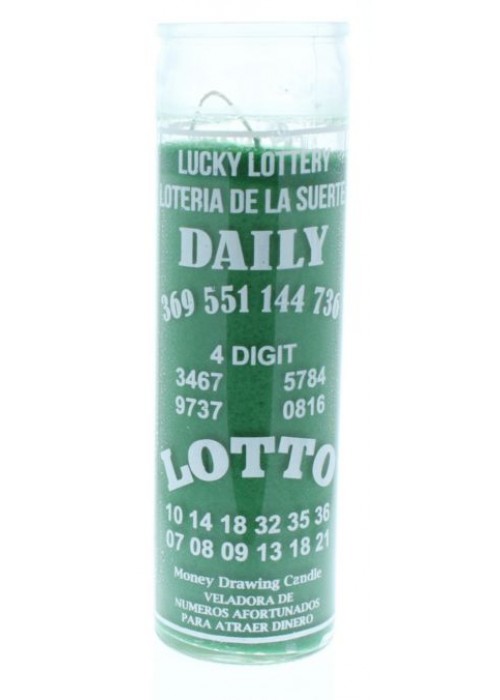 LUCKY LOTTERY
LOTERIA DE LA SUERTE
DAILY
369 551 144 736
4 DIGIT
3467 5784
9737 0816
LOTTO
10 14 18 32 35 36
07 08 09 13 18 21
Money Drawing Candle
VELADORA DE
NUMEROS AFORTUNADOS
PARA ATRAER DINERO